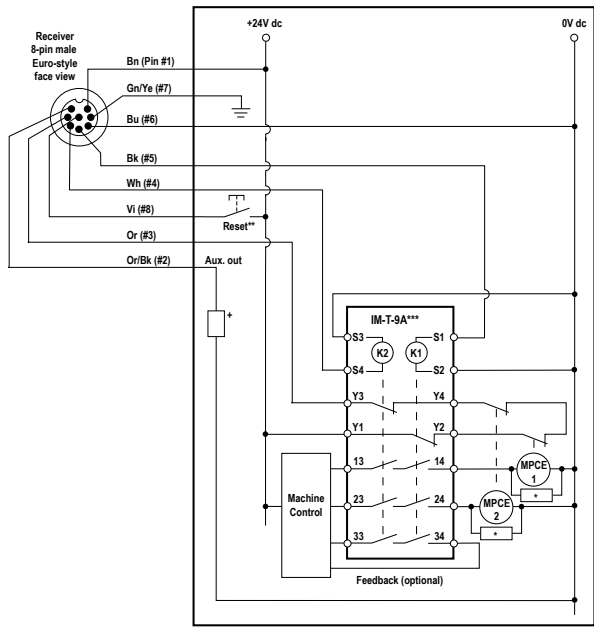 +24V dc
0V dc
Receiver
8-pin male
Euro-style
face view
Bn (Pin #1)
Gn/Ye (#7)
Bu (#6)
Bk (#5)
Wh (#4)
Vi (#8)
Reset**
Or (#3)
Or/Bk (#2)
Aux. out
+
IM-T-9A***
S3
S1
K2
K1
S4
S2
Y3
Y4
Y1
Y2
13
14
MPCE
1
*
Machine
Control
23
24
MPCE
2
*
33
34
Feedback (optional)